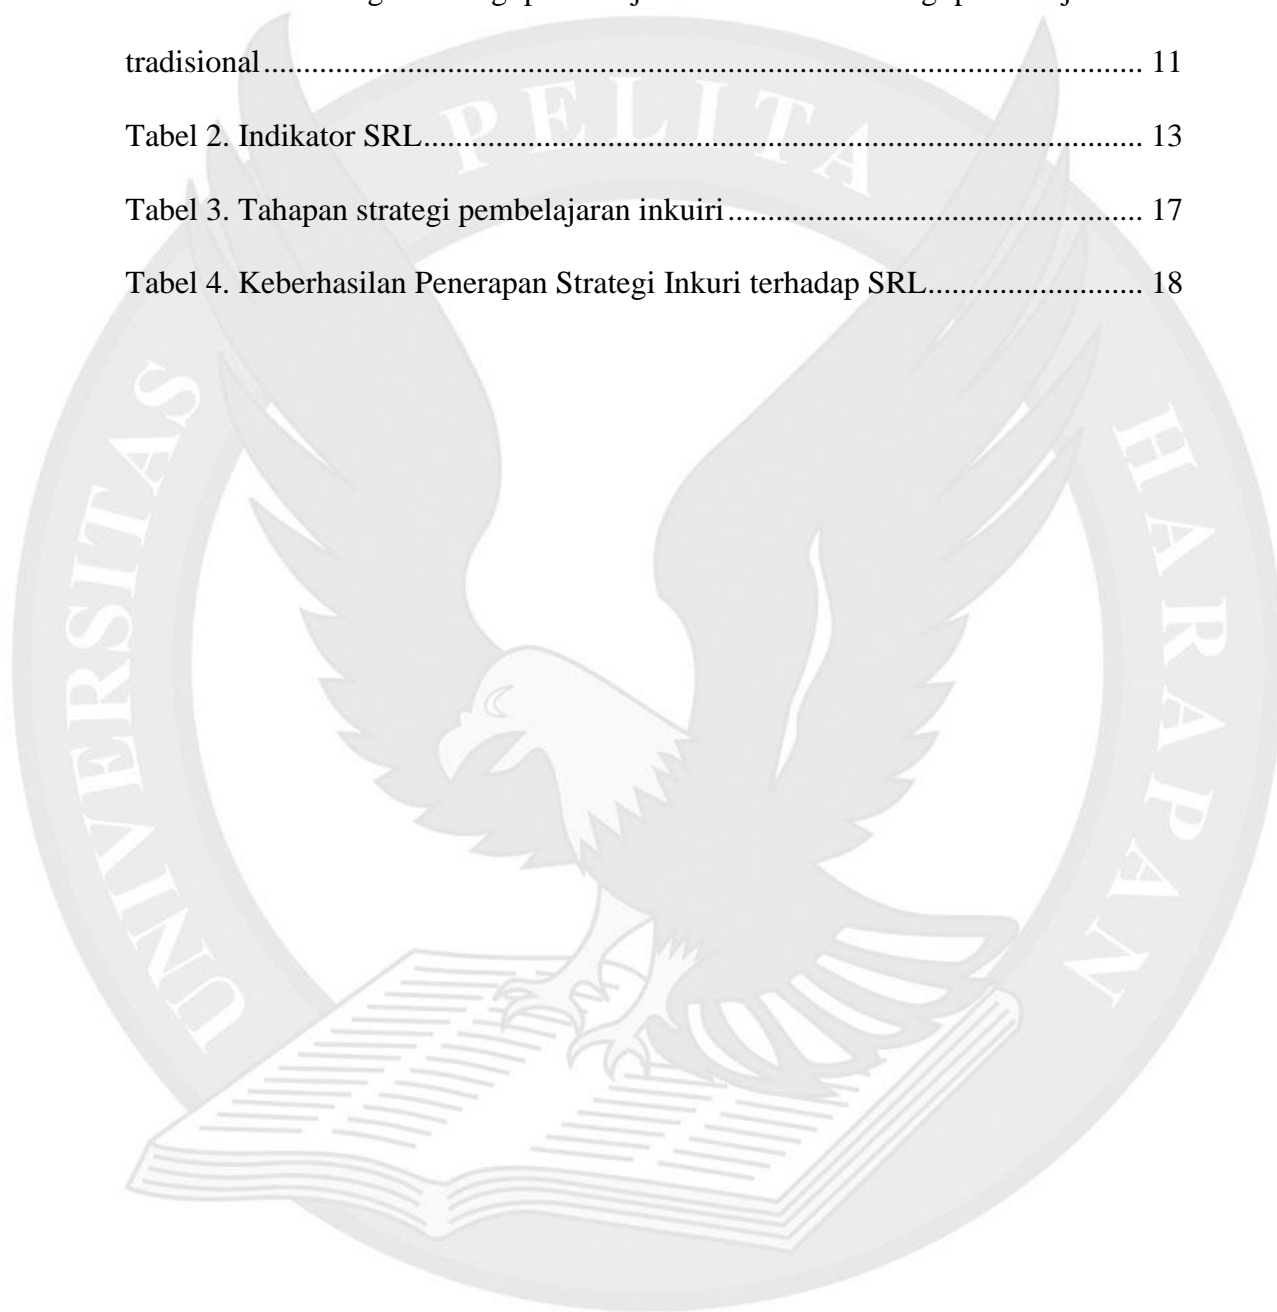 tradisional........................................................................................................ 11
Tabel 2. Indikator SRL.......................................................................................... 13
Tabel 3. Tahapan strategi pembelajaran inkuiri.................................................... 17
Tabel 4. Keberhasilan Penerapan Strategi Inkuri terhadap SRL........................... 18
UNIVERSITAS PELITA HARAPAN